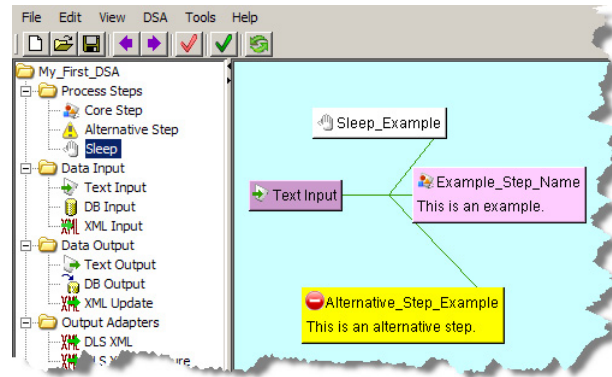 File Edit View DSA Tools Help
My_First_DSA
Process Steps
Core Step
Alternative Step
Sleep
Data Input
Text Input
DB Input
XML Input
Data Output
Text Output
DB Output
XML Update
Output Adapters
DLS XML
Sleep_Example
Text Input
Example_Step_Name
This is an example.
Alternative_Step_Example
This is an alternative step.